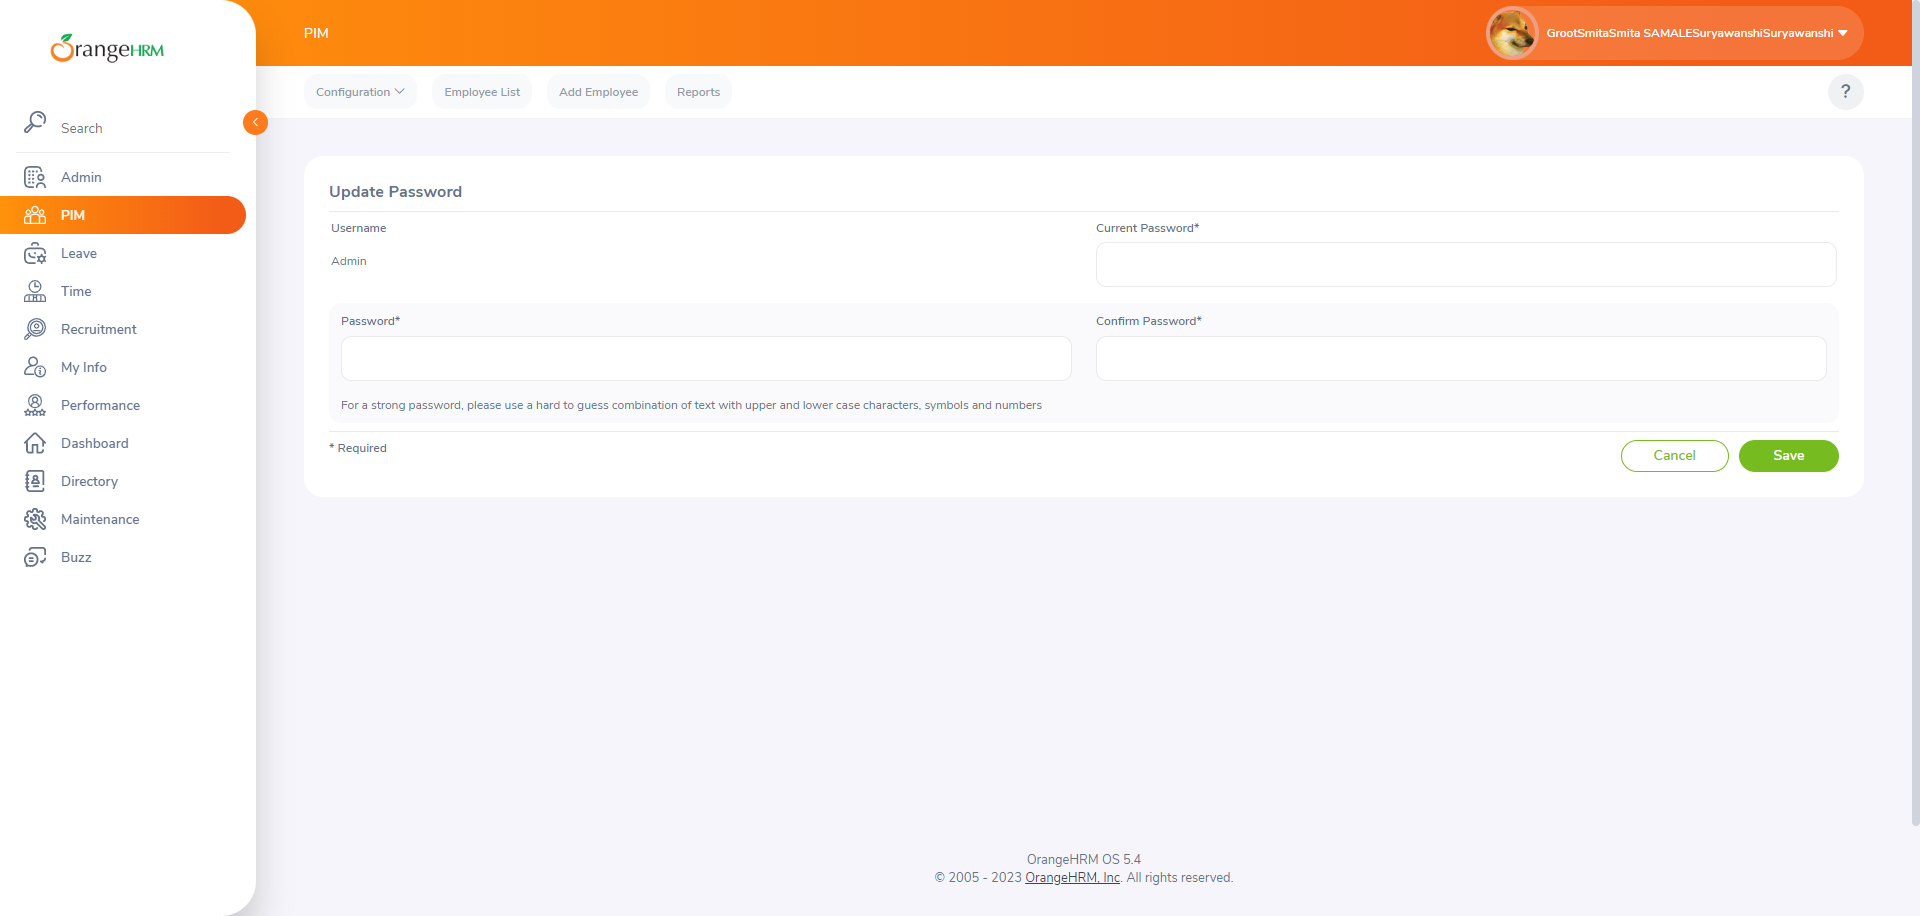 OrangeHRM
PIM
GrootSmitaSmita SAMALESuryawanshiSuryawanshi
Configuration
Employee List
Add Employee
Reports
?
Search
Admin
PIM
Leave
Time
Recruitment
My Info
Performance
Dashboard
Directory
Maintenance
Buzz
Update Password
Username
Current Password*
Admin
Password*
Confirm Password*
For a strong password, please use a hard to guess combination of text with upper and lower case characters, symbols and numbers
* Required
Cancel
Save
OrangeHRM OS 5.4
© 2005 - 2023 OrangeHRM, Inc. All rights reserved.